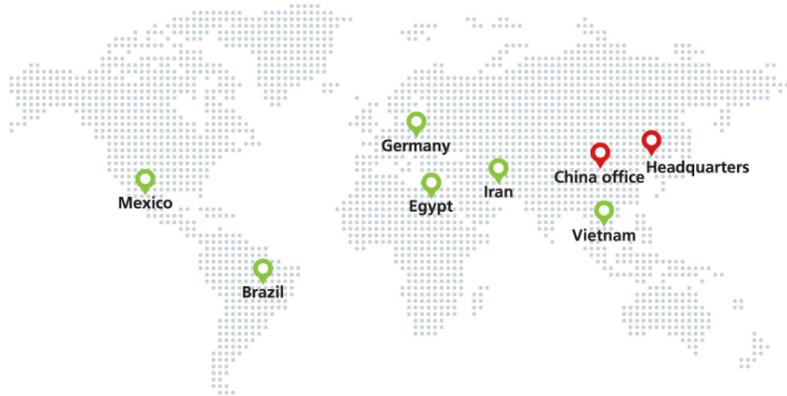 Germany
China office
Headquarters
Iran
Mexico
Egypt
Vietnam
Brazil